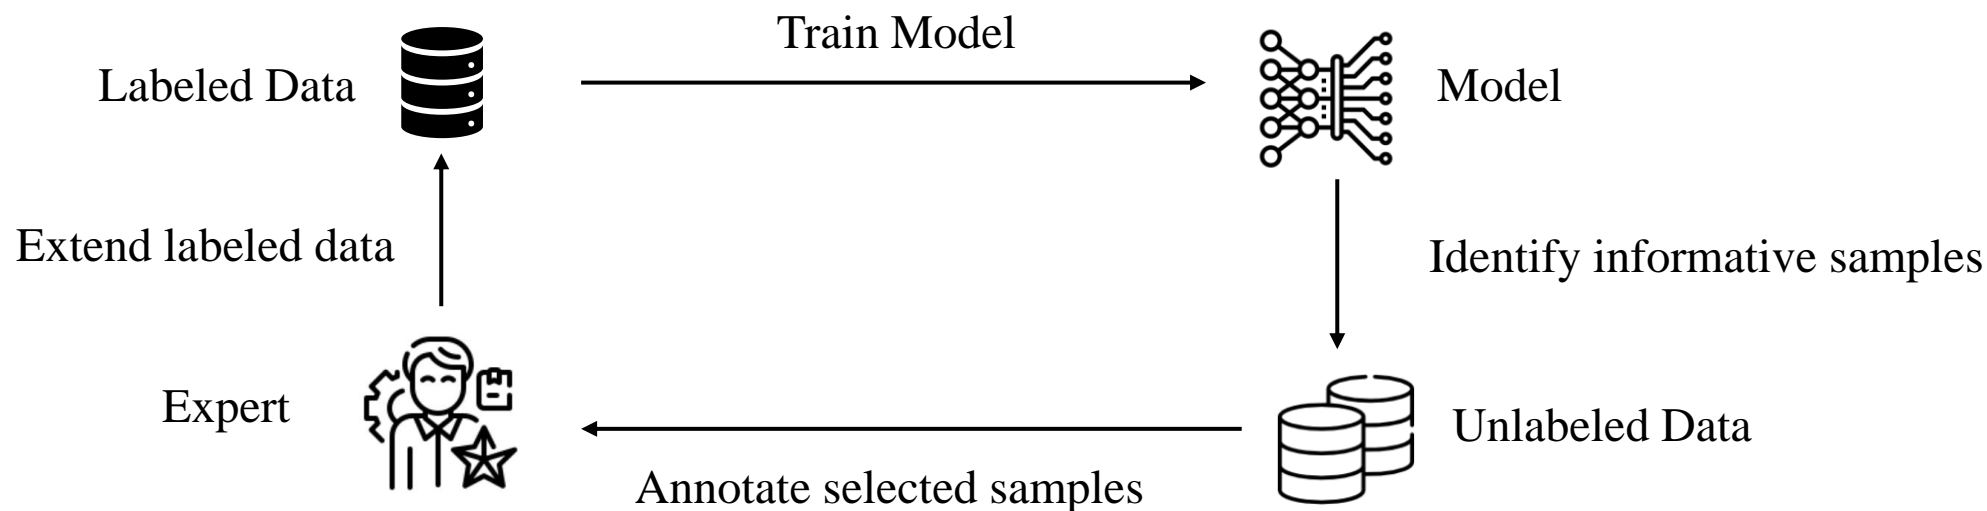 Train Model
Labeled Data
Model
Extend labeled data
Identify informative samples
Expert
Unlabeled Data
Annotate selected samples